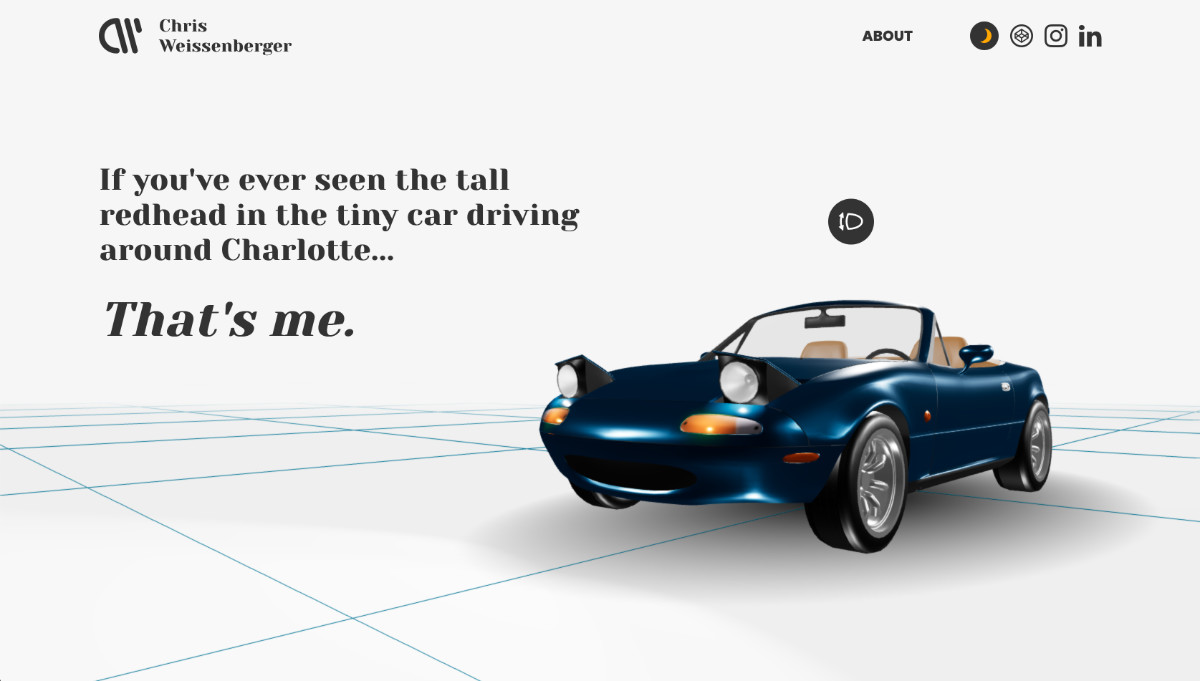 Chris
Weissenberger
ABOUT
If you've ever seen the tall
redhead in the tiny car driving
around Charlotte...
That's me.